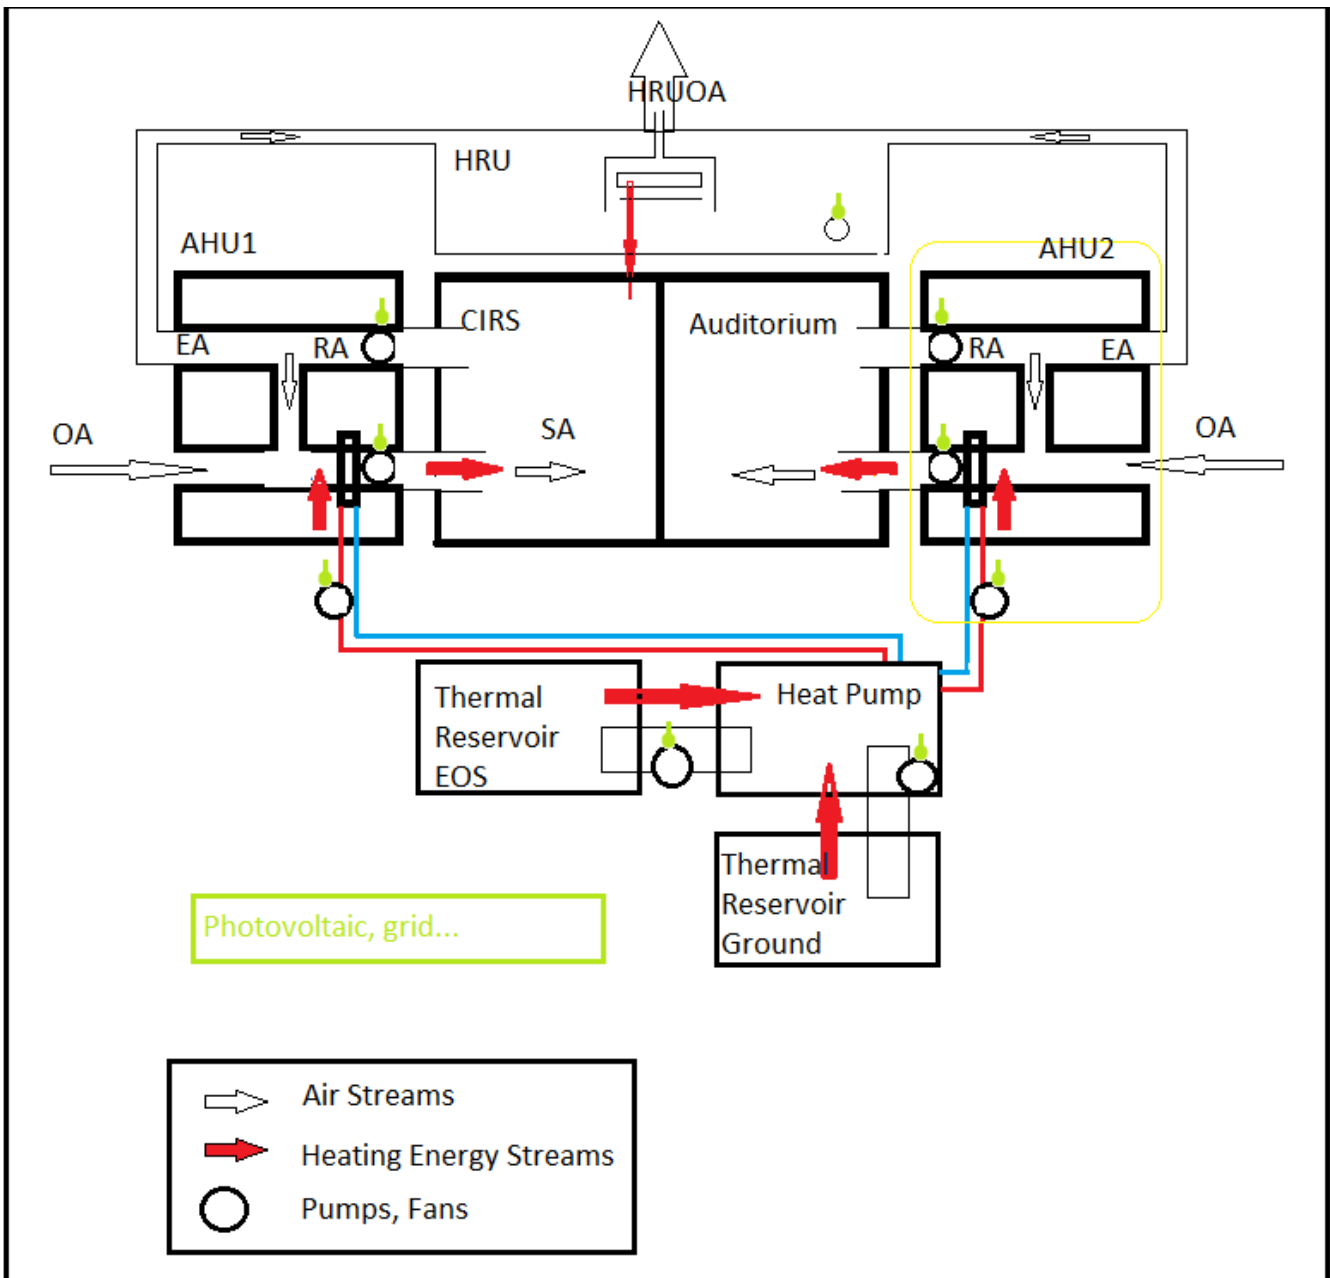 HRUOA
HRU
AHU1
AHU2
CIRS
Auditorium
EA
RA
RA
EA
OA
SA
OA
Thermal
Reservoir
EOS
Heat Pump
Thermal
Reservoir
Ground
Photovoltaic, grid...
Air Streams
Heating Energy Streams
Pumps, Fans